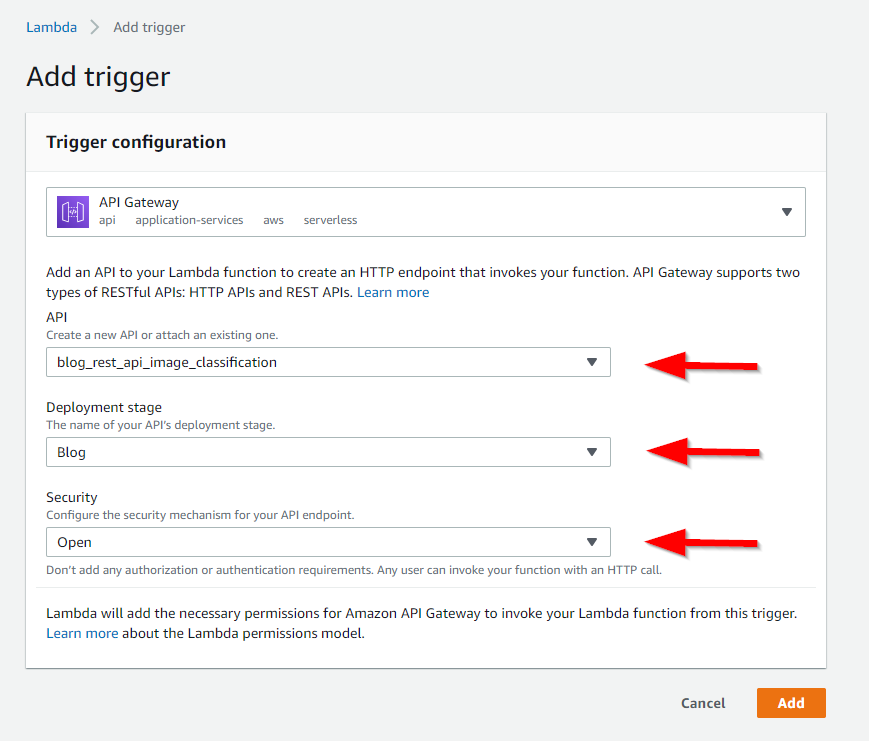 Lambda > Add trigger
Add trigger
Trigger configuration
API Gateway
api application-services aws serverless
Add an API to your Lambda function to create an HTTP endpoint that invokes your function. API Gateway supports two
types of RESTful APIs: HTTP APIs and REST APIs. Learn more
API
Create a new API or attach an existing one.
blog_rest_api_image_classification
Deployment stage
The name of your API's deployment stage.
Blog
Security
Configure the security mechanism for your API endpoint.
Open
Don't add any authorization or authentication requirements. Any user can invoke your function with an HTTP call.
Lambda will add the necessary permissions for Amazon API Gateway to invoke your Lambda function from this trigger.
Learn more about the Lambda permissions model.
Cancel Add